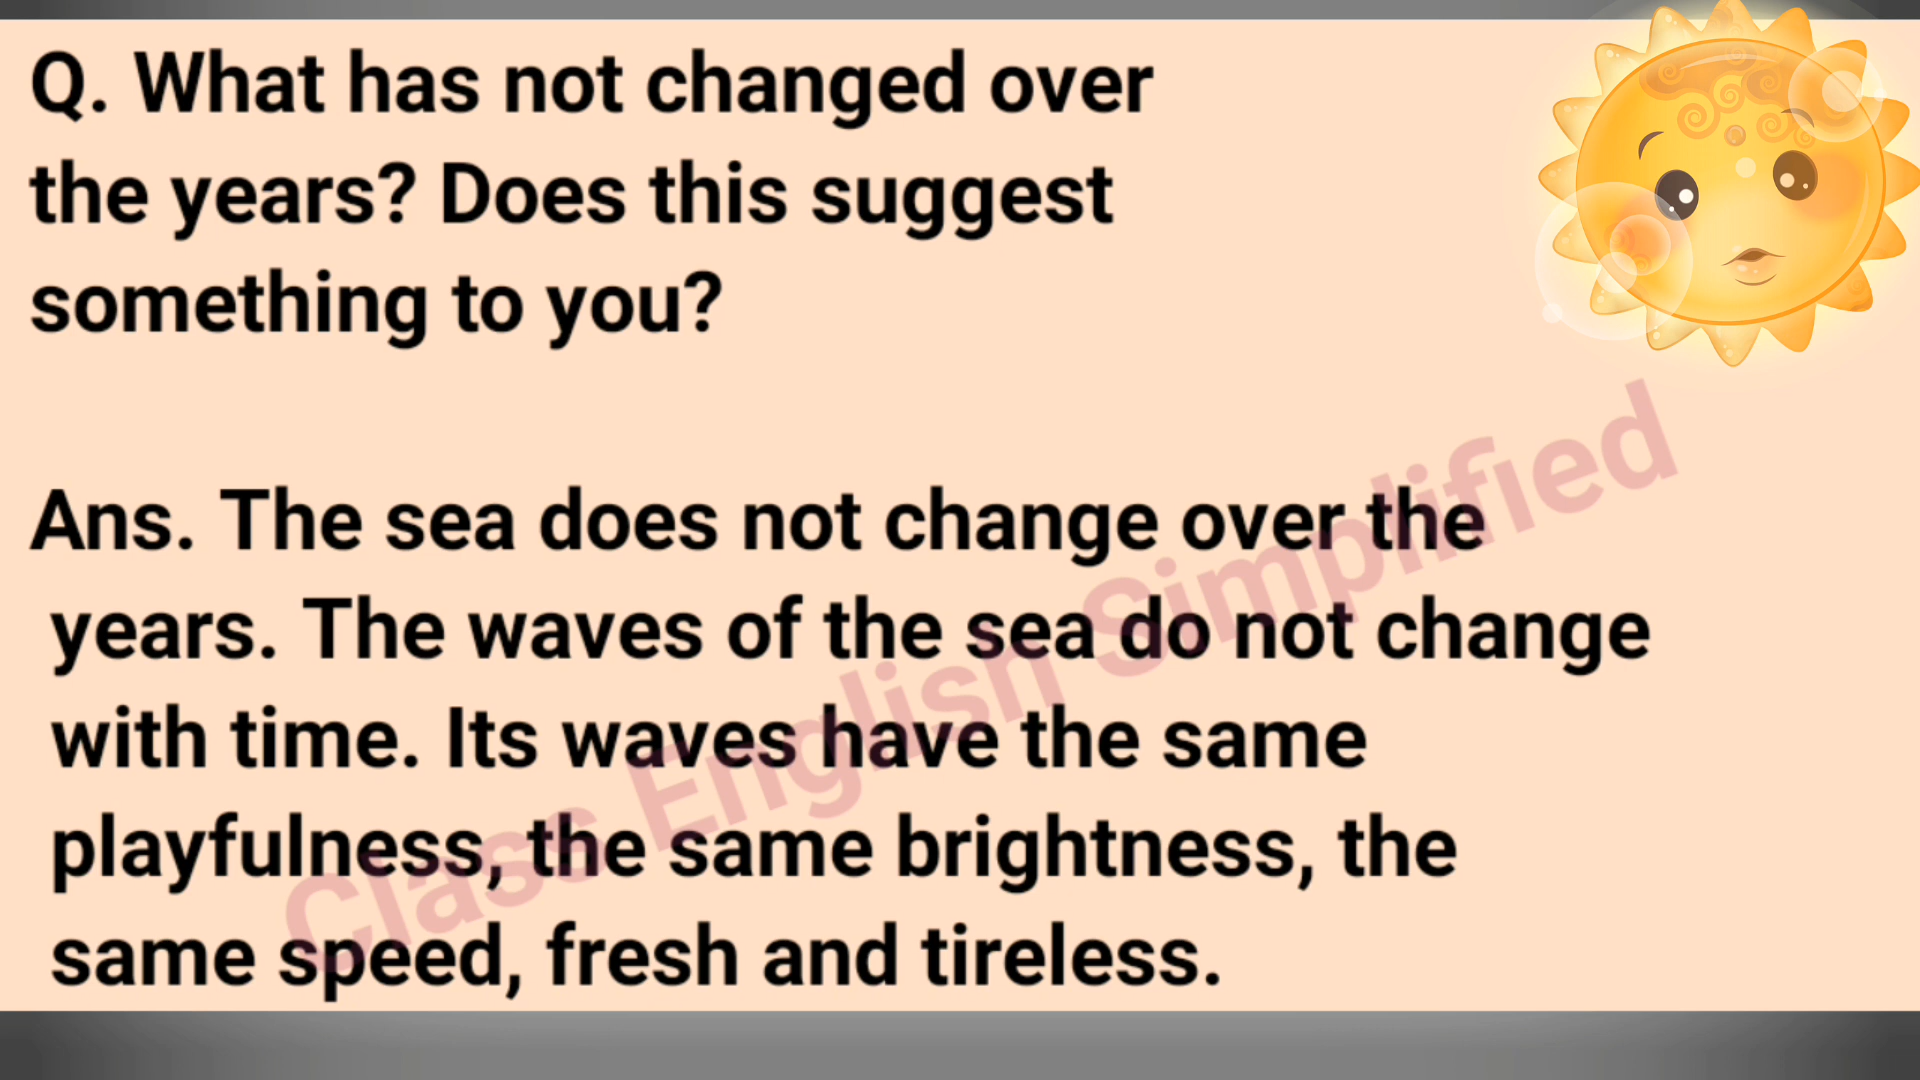 Q. What has not changed over
the years? Does this suggest
something to you?
Ans. The sea does not change over the
years. The waves of the sea do not change
with time. Its waves have the same
playfulness, the same brightness, the
same speed, fresh and tireless.
Class English Simplified